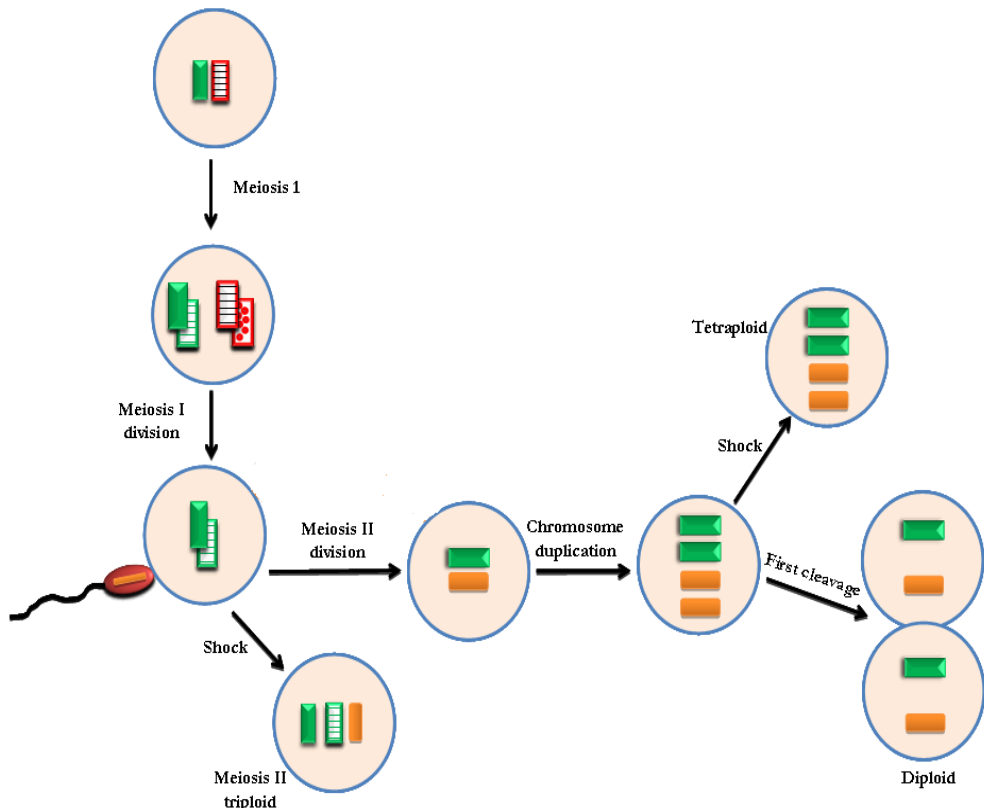 Meiosis 1
Meiosis I
division
Tetraploid
Shock
Meiosis II
division
Chromosome
duplication
First cleavage
Shock
Meiosis II
triploid
Diploid